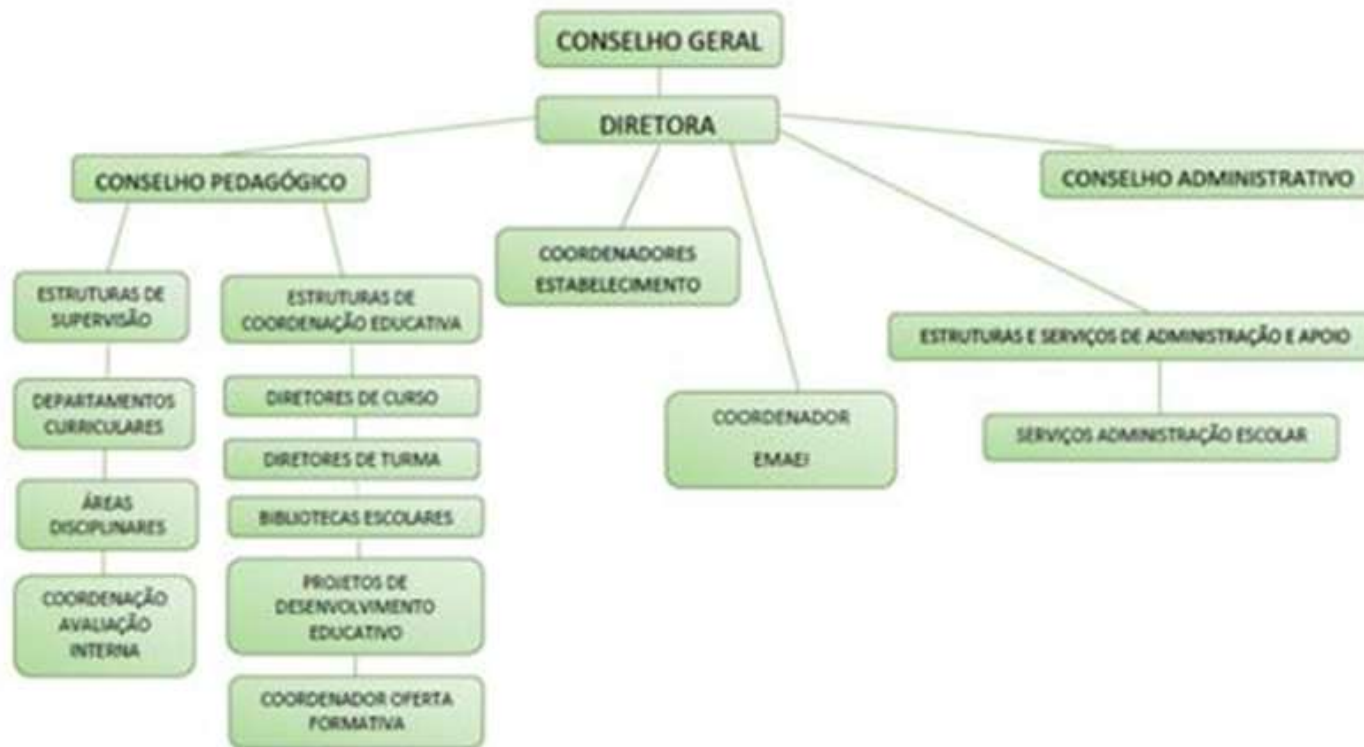 CONSELHO GERAL
DIRETORA
CONSELHO PEDAGÓGICO
CONSELHO ADMINISTRATIVO
COORDENADORES
ESTABELECIMENTO
ESTRUTURAS DE
SUPERVISÃO
ESTRUTURAS DE
COORDENAÇÃO EDUCATIVA
ESTRUTURAS E SERVIÇOS DE ADMINISTRAÇÃO E APOIO
DEPARTAMENTOS
CURRICULARES
DIRETORES DE CURSO
COORDENADOR
EMAEI
SERVIÇOS ADMINISTRAÇÃO ESCOLAR
DIRETORES DE TURMA
ÁREAS
DISCIPLINARES
BIBLIOTECAS ESCOLARES
COORDENAÇÃO
AVALIAÇÃO
INTERNA
PROJETOS DE
DESENVOLVIMENTO
EDUCATIVO
COORDENADOR OFERTA
FORMATIVA